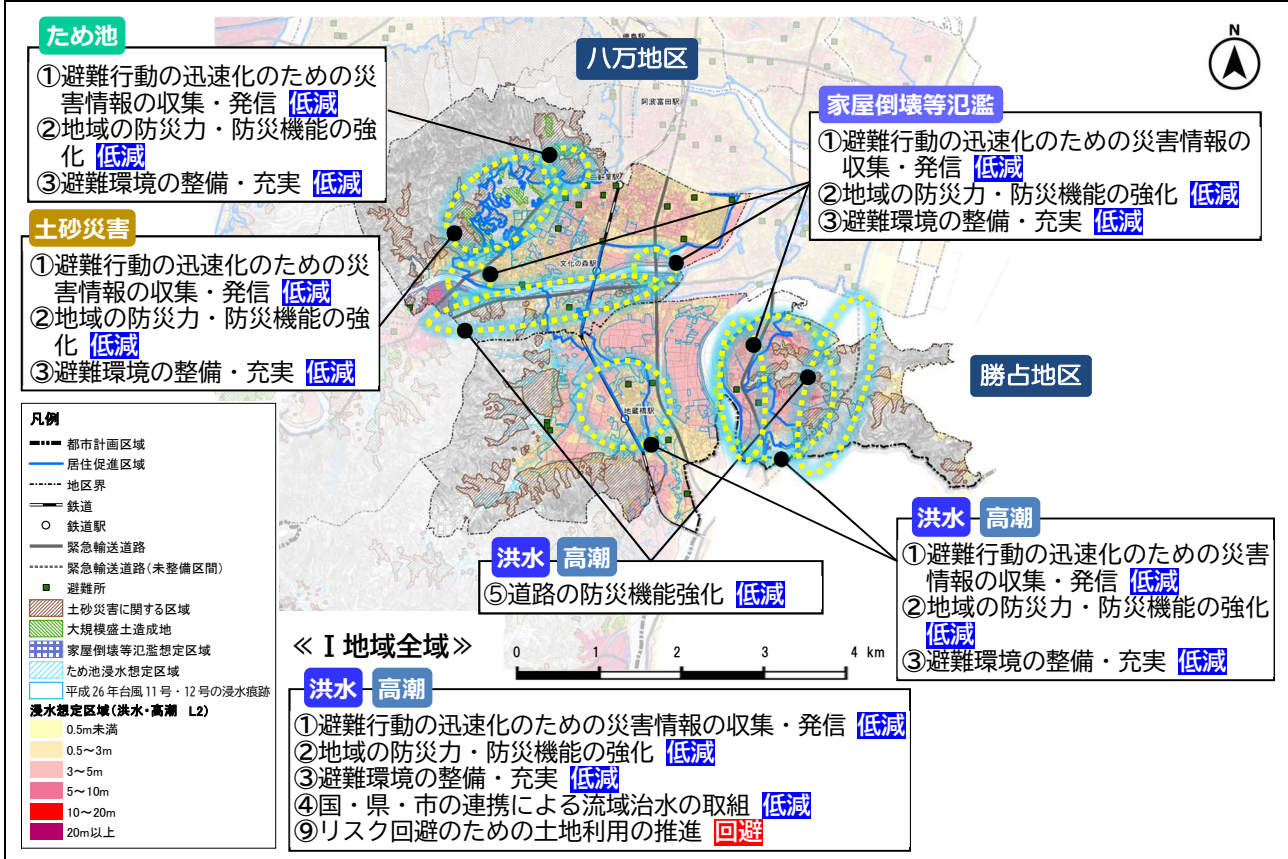 ため池
①避難行動の迅速化のための災
害情報の収集・発信 低減
②地域の防災力・防災機能の強
化 低減
③避難環境の整備・充実 低減
土砂災害
①避難行動の迅速化のための災
害情報の収集・発信 低減
②地域の防災力・防災機能の強
化 低減
③避難環境の整備・充実 低減
八万地区
N
阿波富田駅
二軒屋駅
文化の森駅
地蔵橋駅
家屋倒壊等氾濫
①避難行動の迅速化のための災害情報の
収集・発信 低減
②地域の防災力・防災機能の強化 低減
③避難環境の整備・充実 低減
勝占地区
洪水 高潮
①避難行動の迅速化のための災害
情報の収集・発信 低減
②地域の防災力・防災機能の強化
低減
③避難環境の整備・充実 低減
洪水 高潮
⑤道路の防災機能強化 低減
≪Ⅰ地域全域≫
0 1 2 3 4 km
洪水 高潮
①避難行動の迅速化のための災害情報の収集・発信 低減
②地域の防災力・防災機能の強化 低減
③避難環境の整備・充実 低減
④国・県・市の連携による流域治水の取組 低減
⑨リスク回避のための土地利用の推進 回避
凡例
都市計画区域
居住促進区域
地区界
鉄道
鉄道駅
緊急輸送道路
緊急輸送道路(未整備区間)
避難所
土砂災害に関する区域
大規模盛土造成地
家屋倒壊等氾濫想定区域
ため池浸水想定区域
平成26年台風11号・12号の浸水痕跡
浸水想定区域(洪水・高潮 L2)
0.5m未満
0.5～3m
3～5m
5～10m
10～20m
20m以上